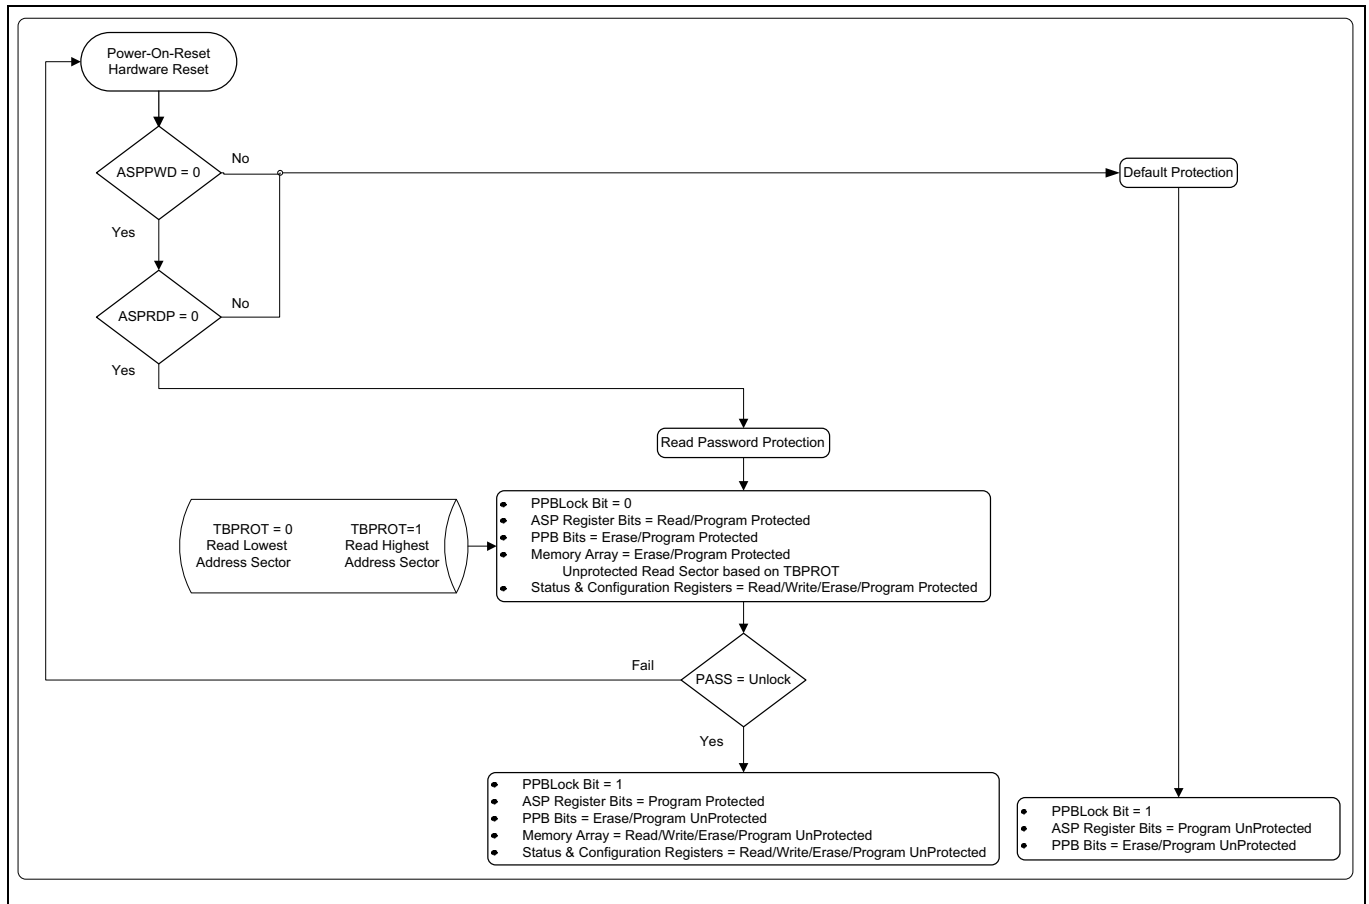 Power-On-Reset
Hardware Reset
ASPPWD = 0
No
Default Protection
Yes
ASPRDP = 0
No
Yes
Read Password Protection
TBPROT = 0
Read Lowest
Address Sector
TBPROT=1
Read Highest
Address Sector
PPBLock Bit = 0
ASP Register Bits = Read/Program Protected
PPB Bits = Erase/Program Protected
Memory Array = Erase/Program Protected
Unprotected Read Sector based on TBPROT
Status & Configuration Registers = Read/Write/Erase/Program Protected
Fail
PASS = Unlock
Yes
PPBLock Bit = 1
ASP Register Bits = Program Protected
PPB Bits = Erase/Program UnProtected
Memory Array = Read/Write/Erase/Program UnProtected
Status & Configuration Registers = Read/Write/Erase/Program UnProtected
PPBLock Bit = 1
ASP Register Bits = Program UnProtected
PPB Bits = Erase/Program UnProtected